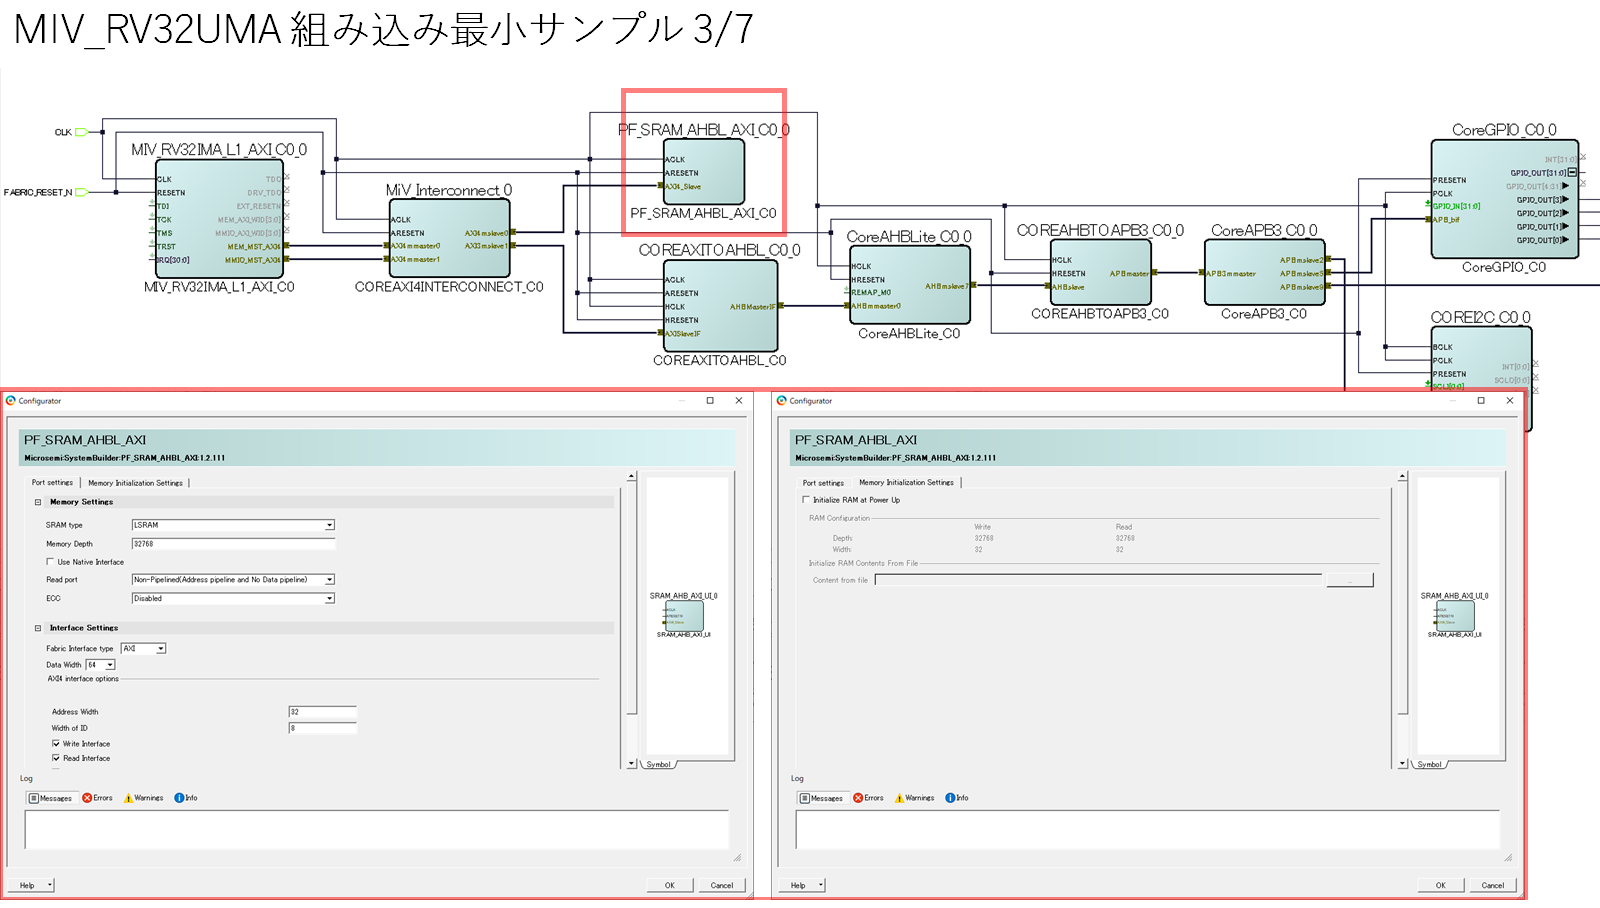 MIV_RV32UMA 組み込み最小サンプル 3/7
CLK
FABRIC_RESET_N
MIV_RV32IMA_L1_AXI_C0_0
CLK
RESETN
TDI
TCK
TMS
TRST
IRQ[30:0]
TDO
DRV_TDO
EXT_RESETN
MEM_AXI_WID[3:0]
MMIO_AXI_WID[3:0]
MEM_MST_AXI4
MMIO_MST_AXI4
MIV_RV32IMA_L1_AXI_C0
MiV_Interconnect_0
ACLK
ARESETN
AXI4mmaster0
AXI4mmaster1
AXI4mslave0
AXI3mslave1
COREAXI4INTERCONNECT_C0
PF_SRAM_AHBL_AXI_C0_0
ACLK
ARESETN
AXI4_Slave
PF_SRAM_AHBL_AXI_C0
COREAXITOAHBL_C0_0
ACLK
ARESETN
HCLK
HRESETN
AXISlaveIF
AHBMasterIF
COREAXITOAHBL_C0
CoreAHBLite_C0_0
HCLK
HRESETN
REMAP_M0
AHBmmaster0
AHBmslave7
CoreAHBLite_C0
COREAHBTOAPB3_C0_0
HCLK
HRESETN
AHBslave
APBmaster
COREAHBTOAPB3_C0
CoreAPB3_C0_0
APB3mmaster
APBmslave2
APBmslave5
APBmslave9
CoreAPB3_C0
CoreGPIO_C0_0
PRESETN
PCLK
GPIO_IN[31:0]
APB_bif
INT[31:0]
GPIO_OUT[31:0]
GPIO_OUT[4:31]
GPIO_OUT[3]
GPIO_OUT[2]
GPIO_OUT[1]
GPIO_OUT[0]
CoreGPIO_C0
COREI2C_C0_0
BCLK
PCLK
PRESETN
SCLI[0:0]
INT[0:0]
SCLO[0:0]
Configurator
PF_SRAM_AHBL_AXI
Microsemi:SystemBuilder:PF_SRAM_AHBL_AXI:1.2.111
Port settings
Memory Initialization Settings
Memory Settings
SRAM type
LSRAM
Memory Depth
32768
Use Native Interface
Read port
Non-Pipelined(Address pipeline and No Data pipeline)
ECC
Disabled
Interface Settings
Fabric Interface type
AXI
Data Width
64
AXI4 interface options
Address Width
32
Width of ID
8
Write Interface
Read Interface
SRAM_AHB_AXI_UI_0
ACLK
ARESETN
AXI4_Slave
SRAM_AHB_AXI_UI
Symbol
Log
Messages
Errors
Warnings
Info
Help
OK
Cancel
Configurator
PF_SRAM_AHBL_AXI
Microsemi:SystemBuilder:PF_SRAM_AHBL_AXI:1.2.111
Port settings
Memory Initialization Settings
Initialize RAM at Power Up
RAM Configuration
Write
Read
Depth:
32768
32768
Width:
32
32
Initialize RAM Contents From File
Content from file
...
SRAM_AHB_AXI_UI_0
ACLK
ARESETN
AXI4_Slave
SRAM_AHB_AXI_UI
Symbol
Log
Messages
Errors
Warnings
Info
Help
OK
Cancel